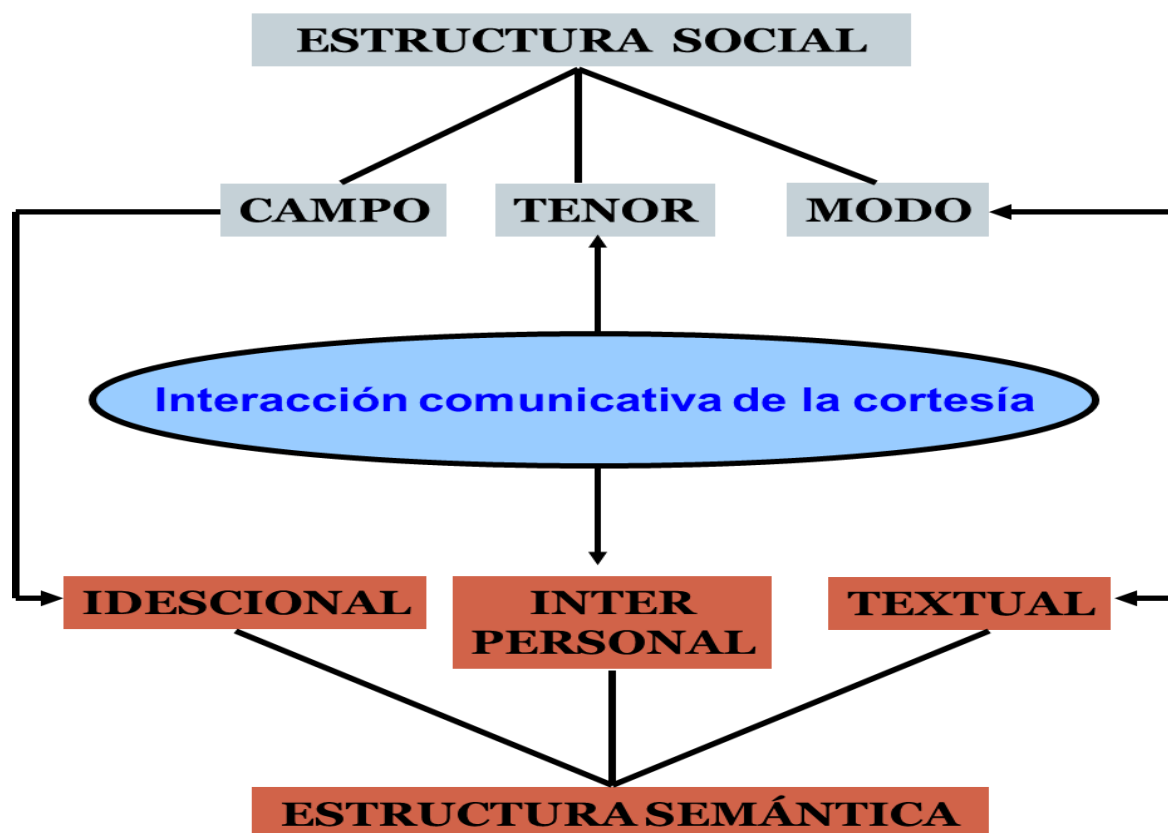 ESTRUCTURA SOCIAL
CAMPO
TENOR
MODO
Interacción comunicativa de la cortesía
IDESCIONAL
INTER
PERSONAL
TEXTUAL
ESTRUCTURA SEMÁNTICA